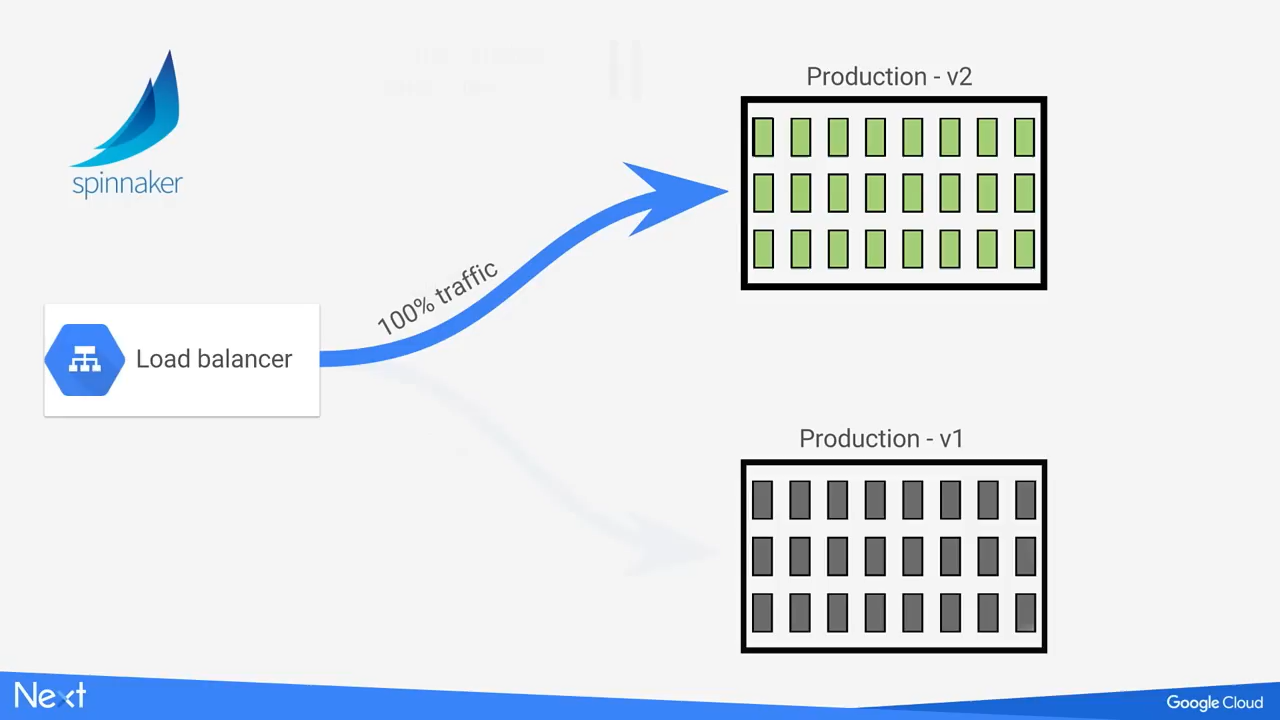 Production - v2
spinnaker
100% traffic
Load balancer
Production - v1
Next
Google Cloud